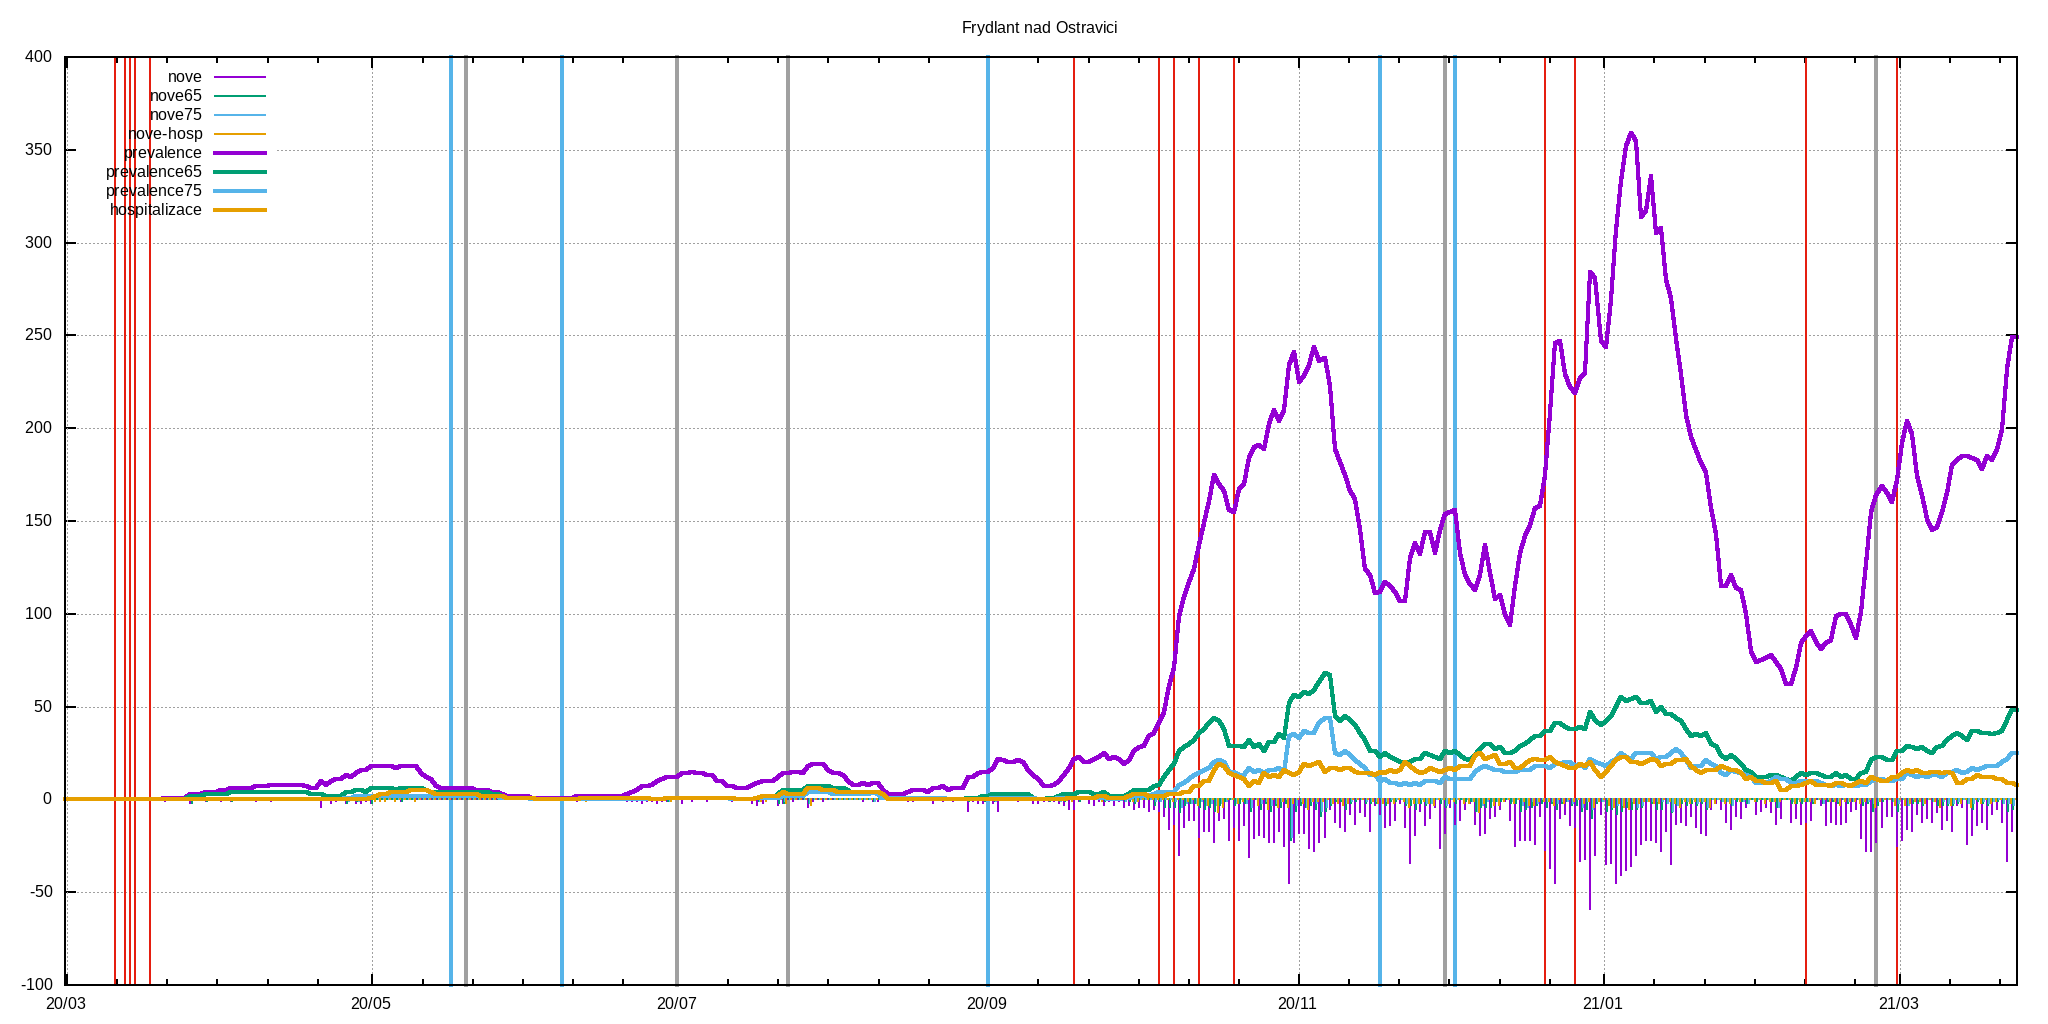 Frydlant nad Ostravici
400
350
300
250
200
150
100
50
0
-50
-100
nove
nove65
nove75
nove-hosp
prevalence
prevalence65
prevalence75
hospitalizace
20/03 20/05 20/07 20/09 20/11 21/01 21/03